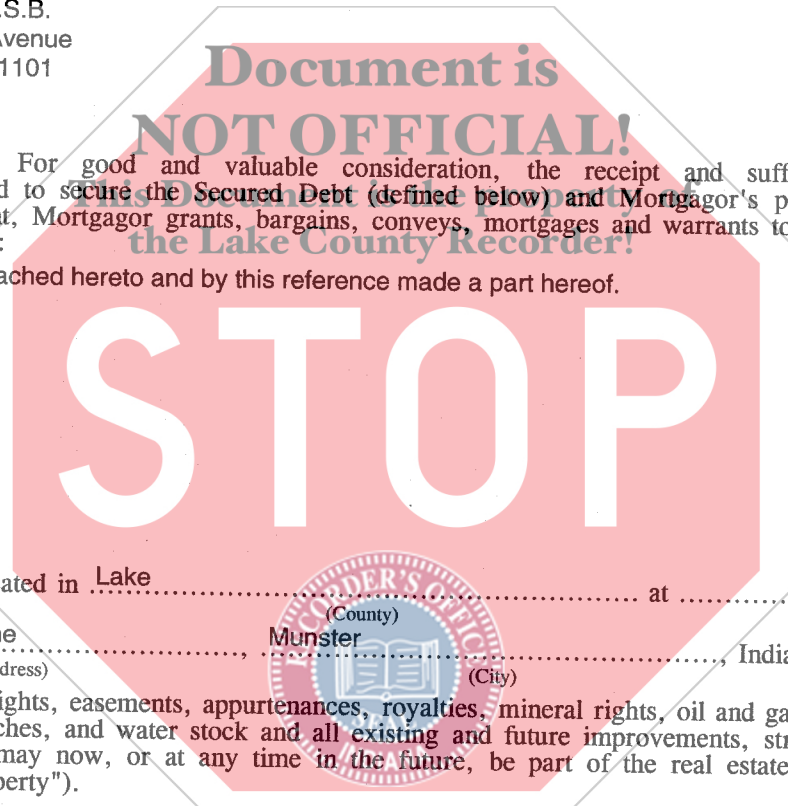 .S.B.
Avenue
1101
Document is
NOT OFFICIAL!
For good and valuable consideration, the receipt and suff
d to secure the Secured Debt (defined below) and Mortgagor's p
This Document is the property of
t, Mortgagor grants, bargains, conveys, mortgages and warrants to
the Lake County Recorder!
:
ached hereto and by this reference made a part hereof.
STOP
ated in Lake at
(County)
e Munster , India
dress) (City)
RECORDER'S OFFICE
SEAL
ights, easements, appurtenances, royalties, mineral rights, oil and ga
ches, and water stock and all existing and future improvements, str
may now, or at any time in the future, be part of the real estate
perty").